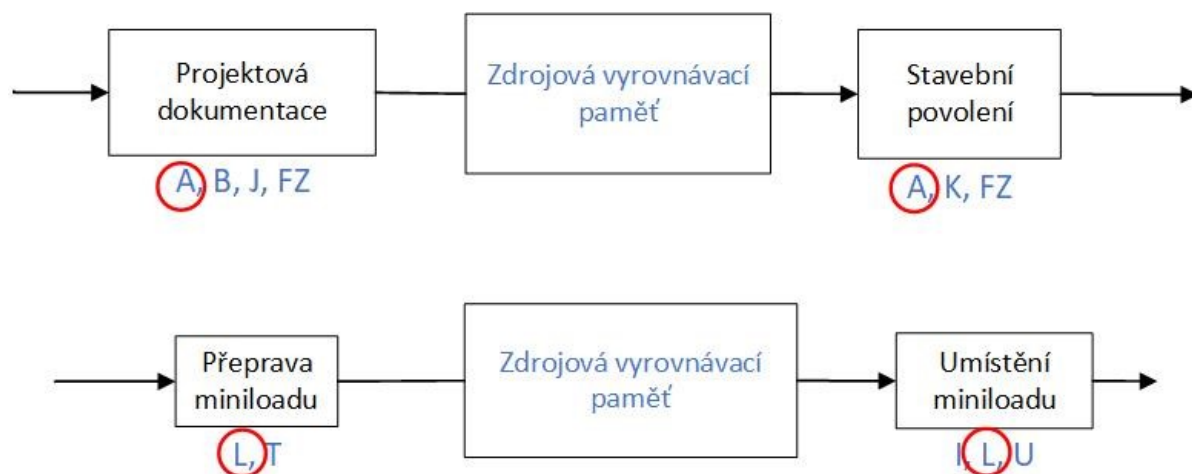 Projektová
dokumentace
Zdrojová vyrovnávací
paměť
Stavební
povolení
A, B, J, FZ
A, K, FZ
Přeprava
miniloadu
Zdrojová vyrovnávací
paměť
Umístění
miniloadu
L, T
I, L, U